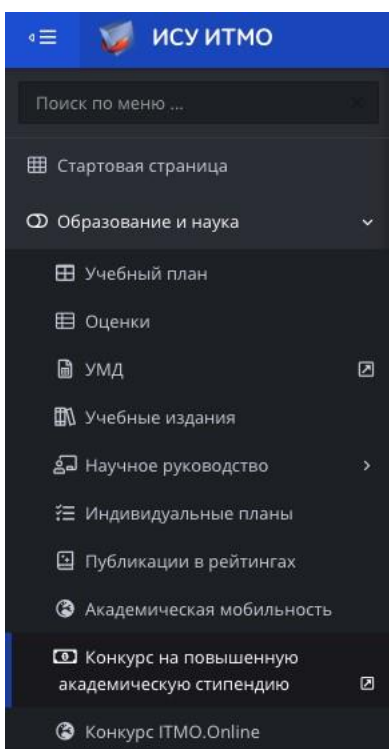 ИСУ ИТМО
Поиск по меню ...
Стартовая страница
Образование и наука
Учебный план
Оценки
УМД
Учебные издания
Научное руководство
Индивидуальные планы
Публикации в рейтингах
Академическая мобильность
Конкурс на повышенную
академическую стипендию
Конкурс ITMO.Online